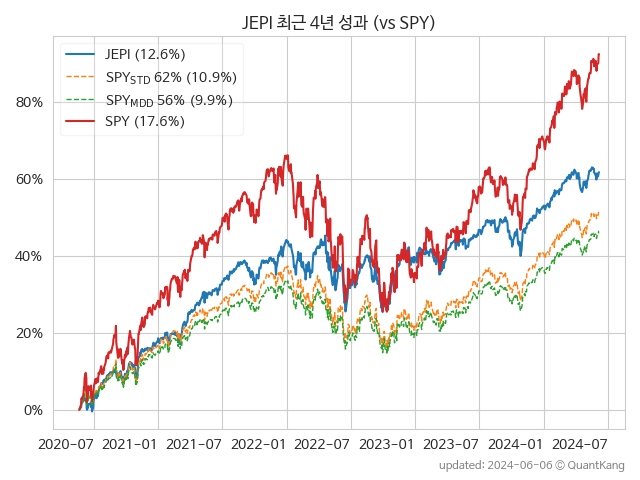 JEPI 최근 4년 성과 (vs SPY)
JEPI (12.6%)
SPYSTD 62% (10.9%)
SPYMDD 56% (9.9%)
SPY (17.6%)
80%
60%
40%
20%
0%
2020-07 2021-01 2021-07 2022-01 2022-07 2023-01 2023-07 2024-01 2024-07
updated: 2024-06-06 © QuantKang